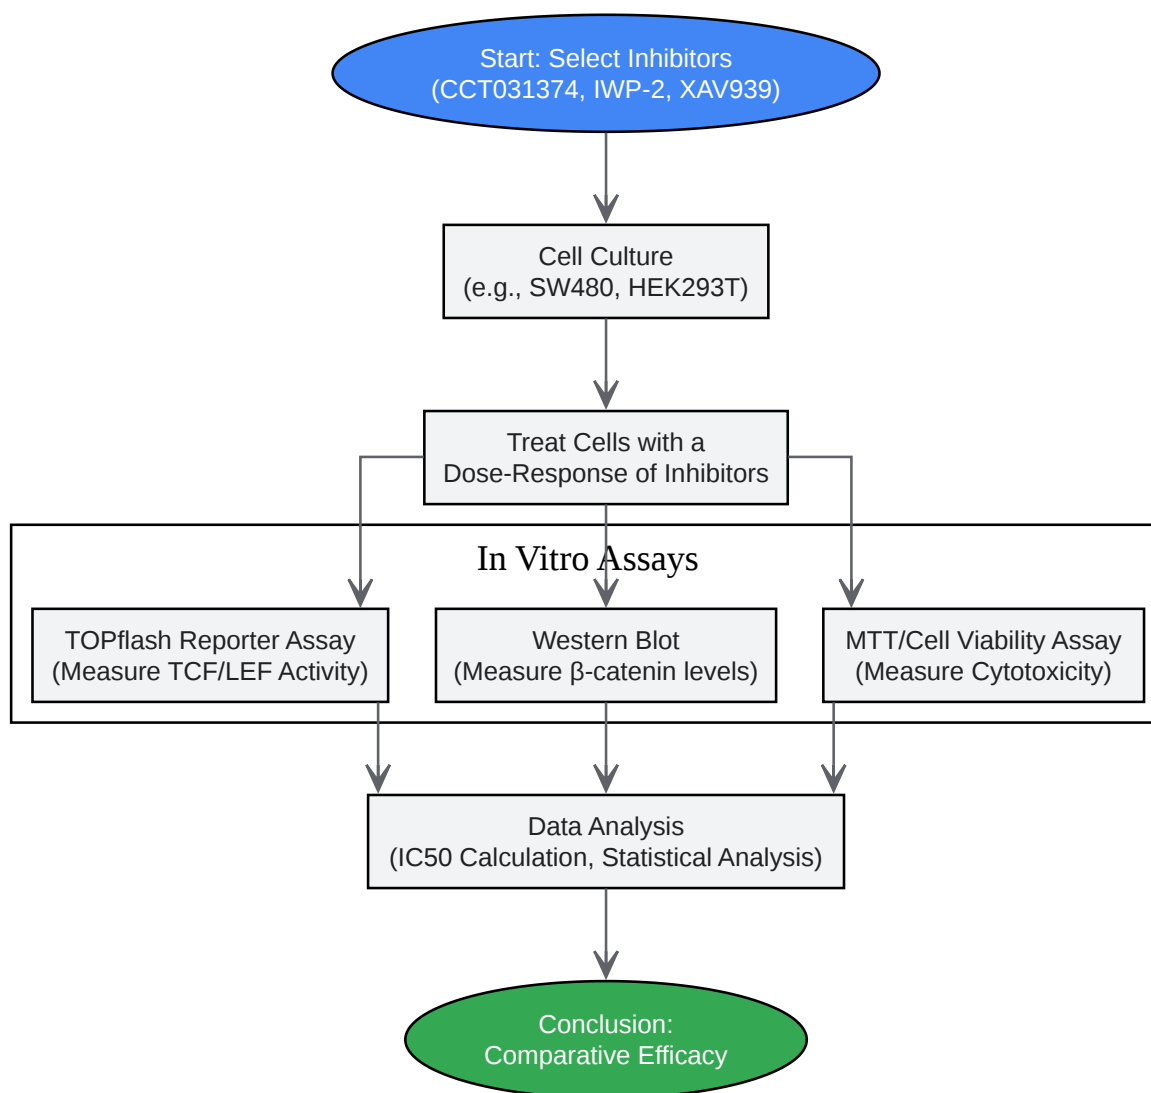 Start: Select Inhibitors
(CCT031374, IWP-2, XAV939)
Cell Culture
(e.g., SW480, HEK293T)
Treat Cells with a
Dose-Response of Inhibitors
In Vitro Assays
TOPflash Reporter Assay
(Measure TCF/LEF Activity)
Western Blot
(Measure β-catenin levels)
MTT/Cell Viability Assay
(Measure Cytotoxicity)
Data Analysis
(IC50 Calculation, Statistical Analysis)
Conclusion:
Comparative Efficacy